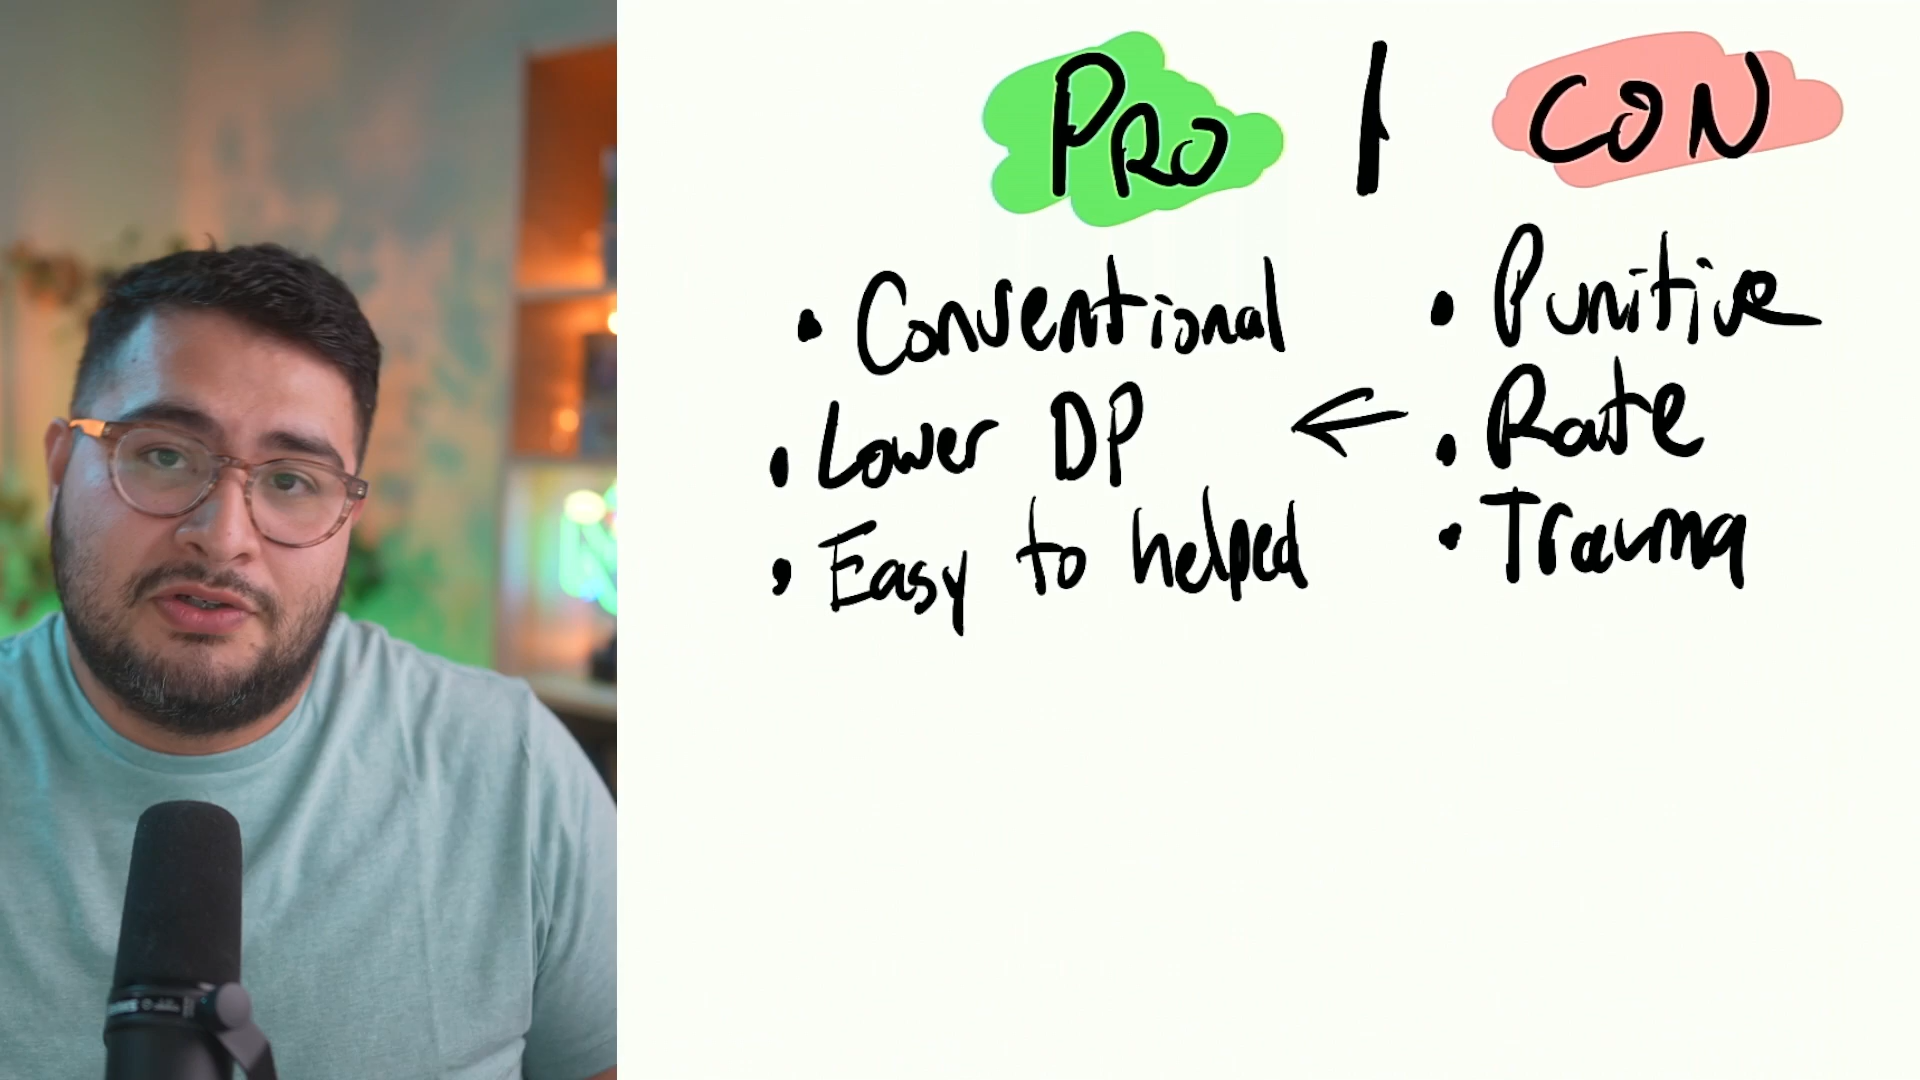 PRO | CON
• Conventional
• Lower DP
• Easy to helped
← 
• Punitive
• Rate
• Trauma